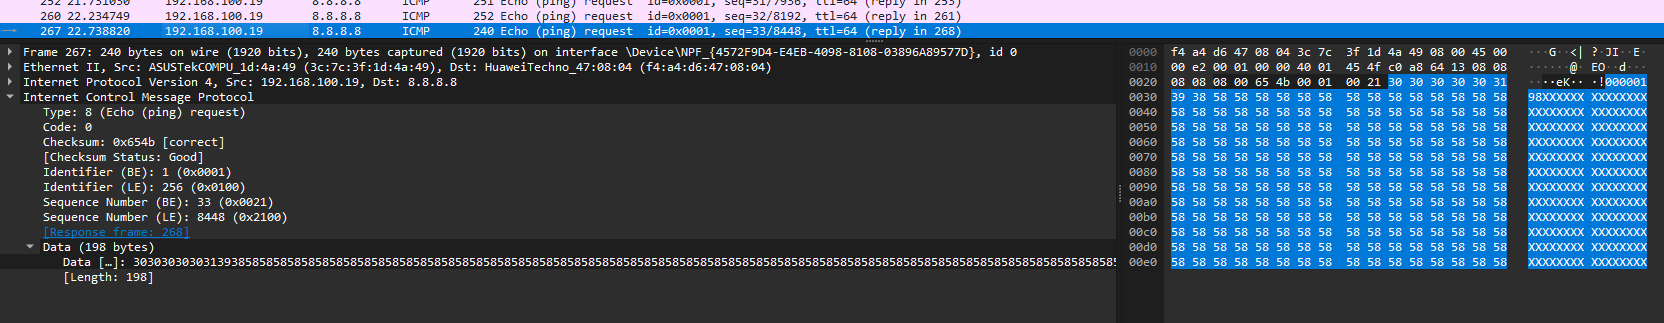 252 21.731030 192.168.100.19 8.8.8.8 ICMP 251 Echo (ping) request id=0x0001, seq=31/7936, ttl=64 (reply in 253)
260 22.234749 192.168.100.19 8.8.8.8 ICMP 252 Echo (ping) request id=0x0001, seq=32/8192, ttl=64 (reply in 261)
267 22.738820 192.168.100.19 8.8.8.8 ICMP 240 Echo (ping) request id=0x0001, seq=33/8448, ttl=64 (reply in 268)
Frame 267: 240 bytes on wire (1920 bits), 240 bytes captured (1920 bits) on interface \Device\NPF_{4572F9D4-E4EB-4098-8108-03896A89577D}, id 0
Ethernet II, Src: ASUSTekCOMPU_1d:4a:49 (3c:7c:3f:1d:4a:49), Dst: HuaweiTechno_47:08:04 (f4:a4:d6:47:08:04)
Internet Protocol Version 4, Src: 192.168.100.19, Dst: 8.8.8.8
Internet Control Message Protocol
Type: 8 (Echo (ping) request)
Code: 0
Checksum: 0x654b [correct]
[Checksum Status: Good]
Identifier (BE): 1 (0x0001)
Identifier (LE): 256 (0x0100)
Sequence Number (BE): 33 (0x0021)
Sequence Number (LE): 8448 (0x2100)
[Response frame: 268]
Data (198 bytes)
Data […]: 3030303030313938585858585858585858585858585858585858585858585858585858585858585858585858585858585858585858585858585858585858585858585858585858
[Length: 198]
0000 f4 a4 d6 47 08 04 3c 7c 3f 1d 4a 49 08 00 45 00 ···G··<| ?·JI··E·
0010 00 e2 00 01 00 00 40 01 45 4f c0 a8 64 13 08 08 ······@· EO··d···
0020 08 08 08 00 65 4b 00 01 00 21 30 30 30 30 30 31 ····eK·· ·!000001
0030 39 38 58 58 58 58 58 58 58 58 58 58 58 58 58 58 98XXXXXX XXXXXXXX
0040 58 58 58 58 58 58 58 58 58 58 58 58 58 58 58 58 XXXXXXXX XXXXXXXX
0050 58 58 58 58 58 58 58 58 58 58 58 58 58 58 58 58 XXXXXXXX XXXXXXXX
0060 58 58 58 58 58 58 58 58 58 58 58 58 58 58 58 58 XXXXXXXX XXXXXXXX
0070 58 58 58 58 58 58 58 58 58 58 58 58 58 58 58 58 XXXXXXXX XXXXXXXX
0080 58 58 58 58 58 58 58 58 58 58 58 58 58 58 58 58 XXXXXXXX XXXXXXXX
0090 58 58 58 58 58 58 58 58 58 58 58 58 58 58 58 58 XXXXXXXX XXXXXXXX
00a0 58 58 58 58 58 58 58 58 58 58 58 58 58 58 58 58 XXXXXXXX XXXXXXXX
00b0 58 58 58 58 58 58 58 58 58 58 58 58 58 58 58 58 XXXXXXXX XXXXXXXX
00c0 58 58 58 58 58 58 58 58 58 58 58 58 58 58 58 58 XXXXXXXX XXXXXXXX
00d0 58 58 58 58 58 58 58 58 58 58 58 58 58 58 58 58 XXXXXXXX XXXXXXXX
00e0 58 58 58 58 58 58 58 58 58 58 58 58 58 58 58 58 XXXXXXXX XXXXXXXX